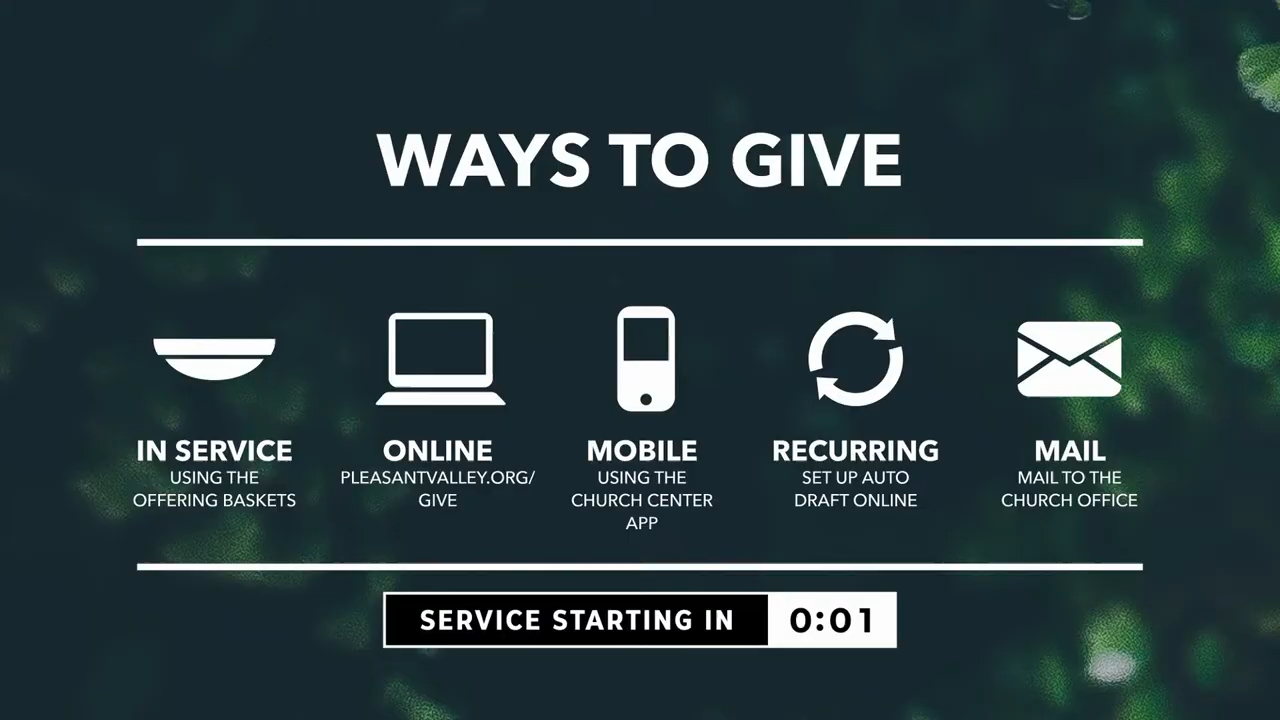 WAYS TO GIVE
IN SERVICE
USING THE
OFFERING BASKETS
ONLINE
PLEASANTVALLEY.ORG/
GIVE
MOBILE
USING THE
CHURCH CENTER
APP
RECURRING
SET UP AUTO
DRAFT ONLINE
MAIL
MAIL TO THE
CHURCH OFFICE
SERVICE STARTING IN 0:01